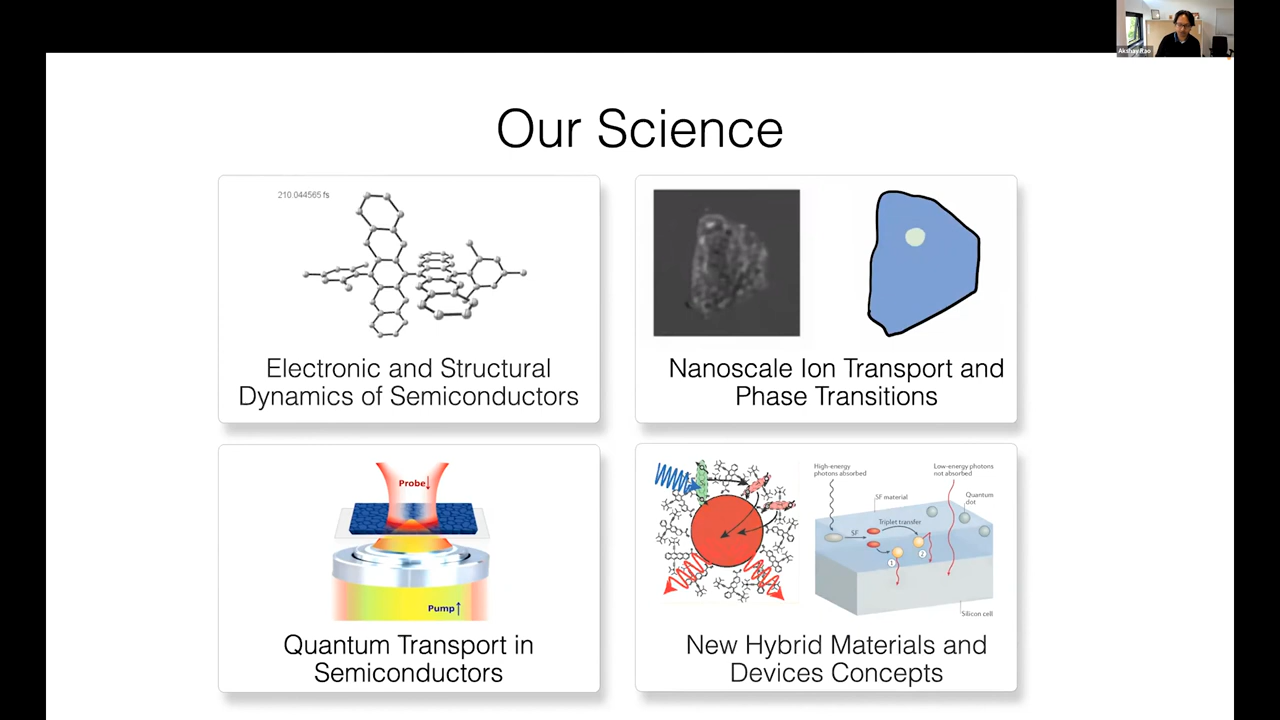 Akshay Rao
Our Science
210.044565 fs
Electronic and Structural
Dynamics of Semiconductors
Nanoscale Ion Transport and
Phase Transitions
Probe↓
Pump↑
Quantum Transport in
Semiconductors
High-energy
photons absorbed
Low-energy photons
not absorbed
SF material
Quantum
dot
Triplet transfer
SF
1
2
Silicon cell
New Hybrid Materials and
Devices Concepts